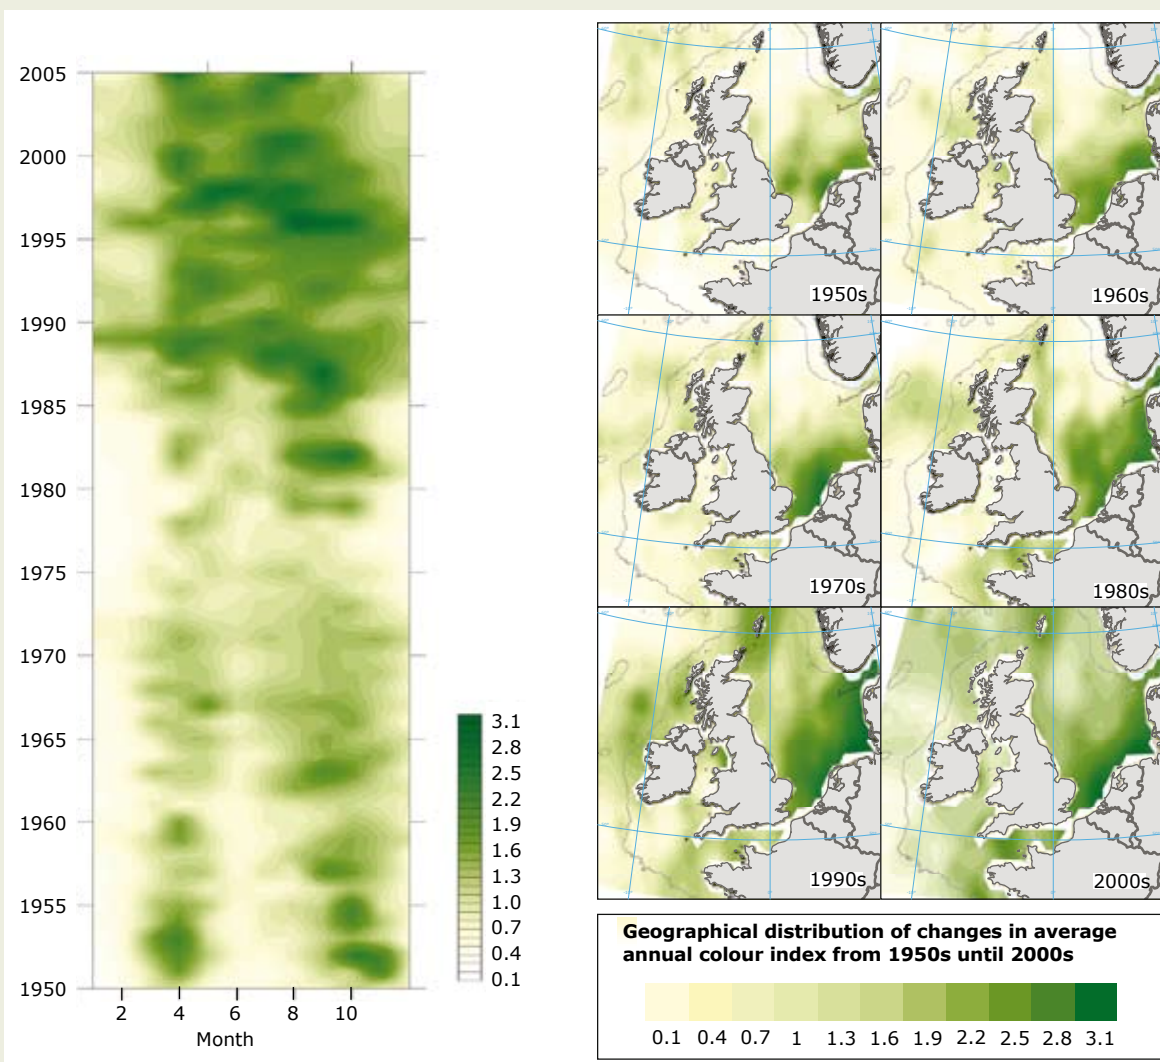 2005
2000
1995
1990
1985
1980
1975
1970
1965
1960
1955
1950
2 4 6 8 10
Month
3.1
2.8
2.5
2.2
1.9
1.6
1.3
1.0
0.7
0.4
0.1
1950s
1960s
1970s
1980s
1990s
2000s
Geographical distribution of changes in average
annual colour index from 1950s until 2000s
0.1 0.4 0.7 1 1.3 1.6 1.9 2.2 2.5 2.8 3.1